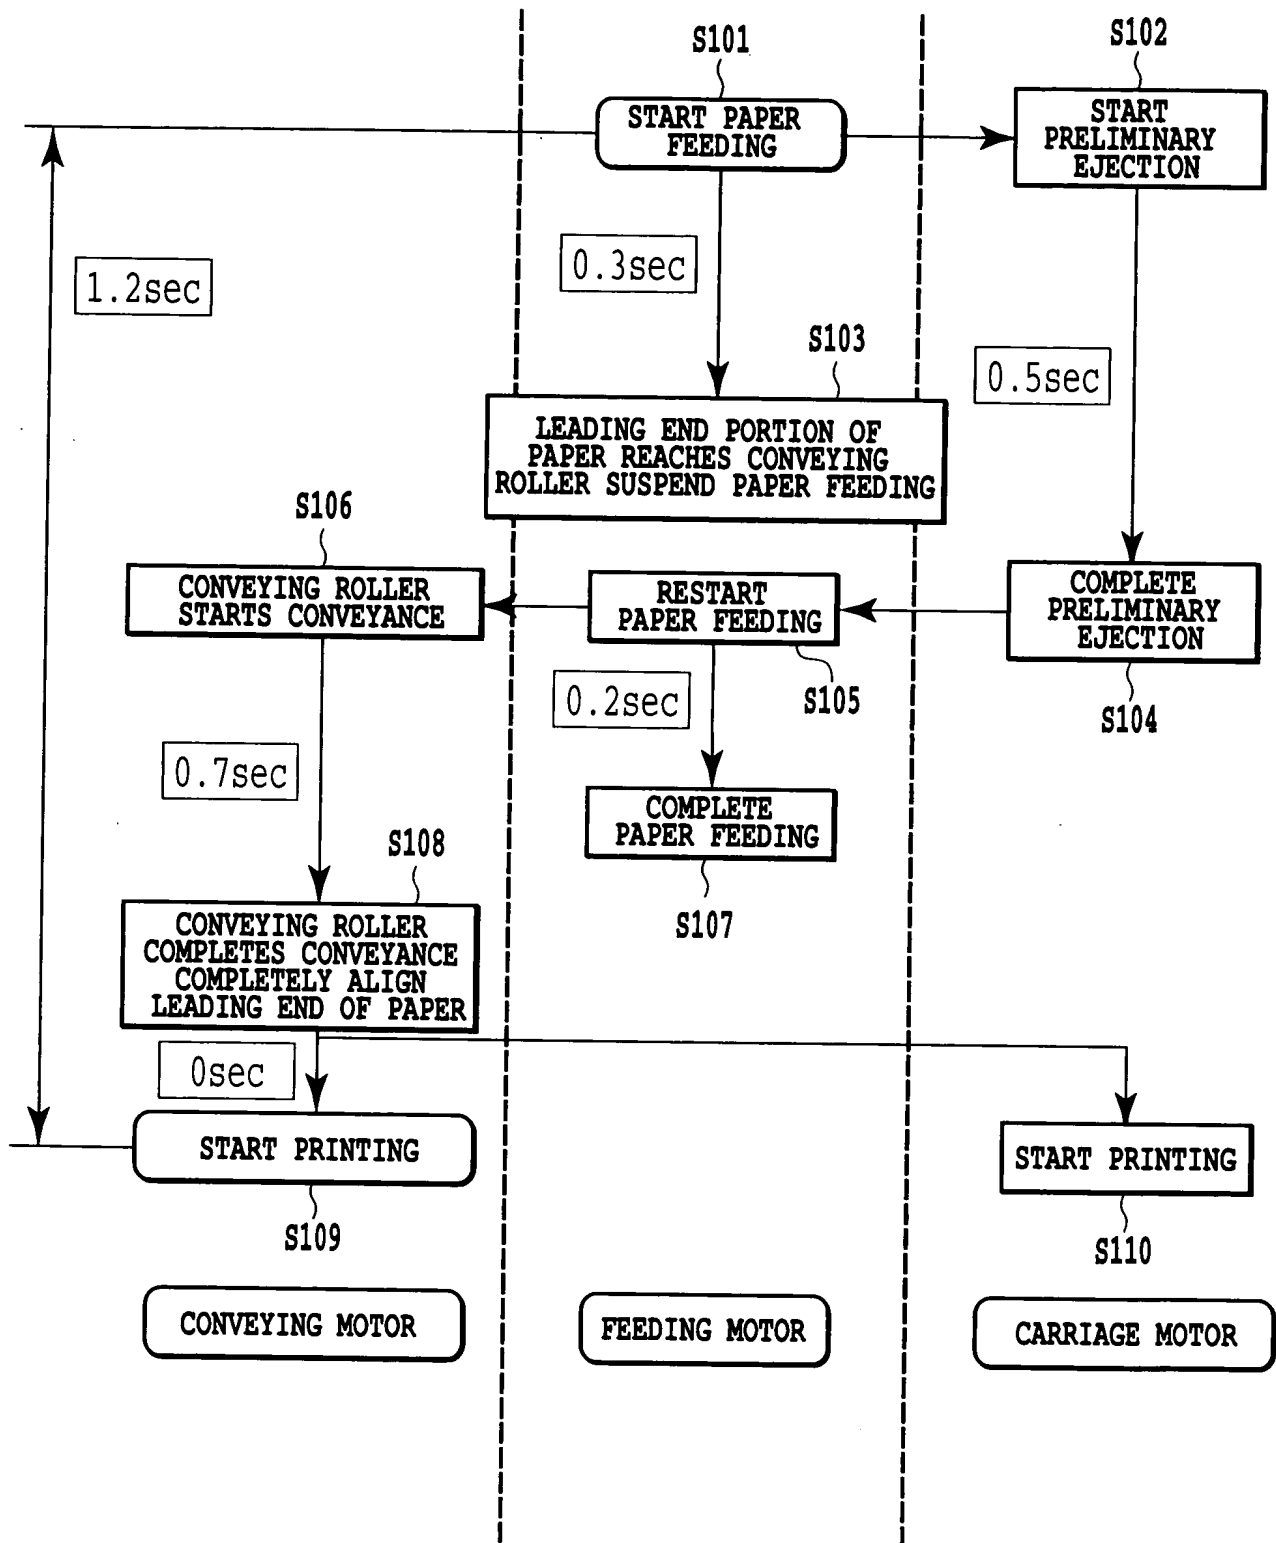 S101
S102
START PAPER
FEEDING
START
PRELIMINARY
EJECTION
1.2sec
0.3sec
0.5sec
S103
LEADING END PORTION OF
PAPER REACHES CONVEYING
ROLLER SUSPEND PAPER FEEDING
S106
CONVEYING ROLLER
STARTS CONVEYANCE
RESTART
PAPER FEEDING
COMPLETE
PRELIMINARY
EJECTION
S105
S104
0.2sec
0.7sec
COMPLETE
PAPER FEEDING
S107
S108
CONVEYING ROLLER
COMPLETES CONVEYANCE
COMPLETELY ALIGN
LEADING END OF PAPER
0sec
START PRINTING
START PRINTING
S109
S110
CONVEYING MOTOR
FEEDING MOTOR
CARRIAGE MOTOR